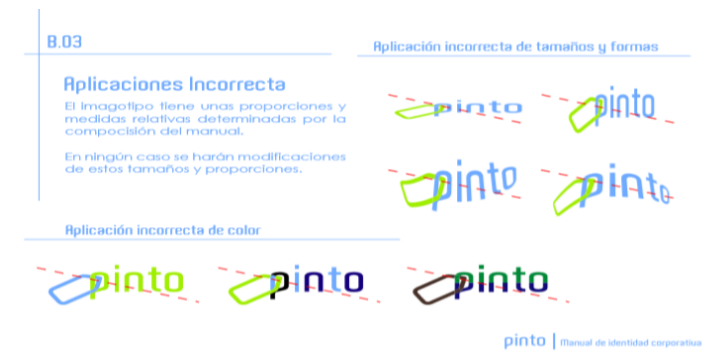 B.03
Aplicaciones Incorrecta
El Imagotipo tiene unas proporciones y
medidas relativas determinadas por la
compocisión del manual.
En ningún caso se harán modificaciones
de estos tamaños y proporciones.
Aplicación incorrecta de tamaños y formas
pinto
pinto
pinto
pinto
Aplicación incorrecta de color
pinto
pinto
pinto
pinto | Manual de identidad corporativa